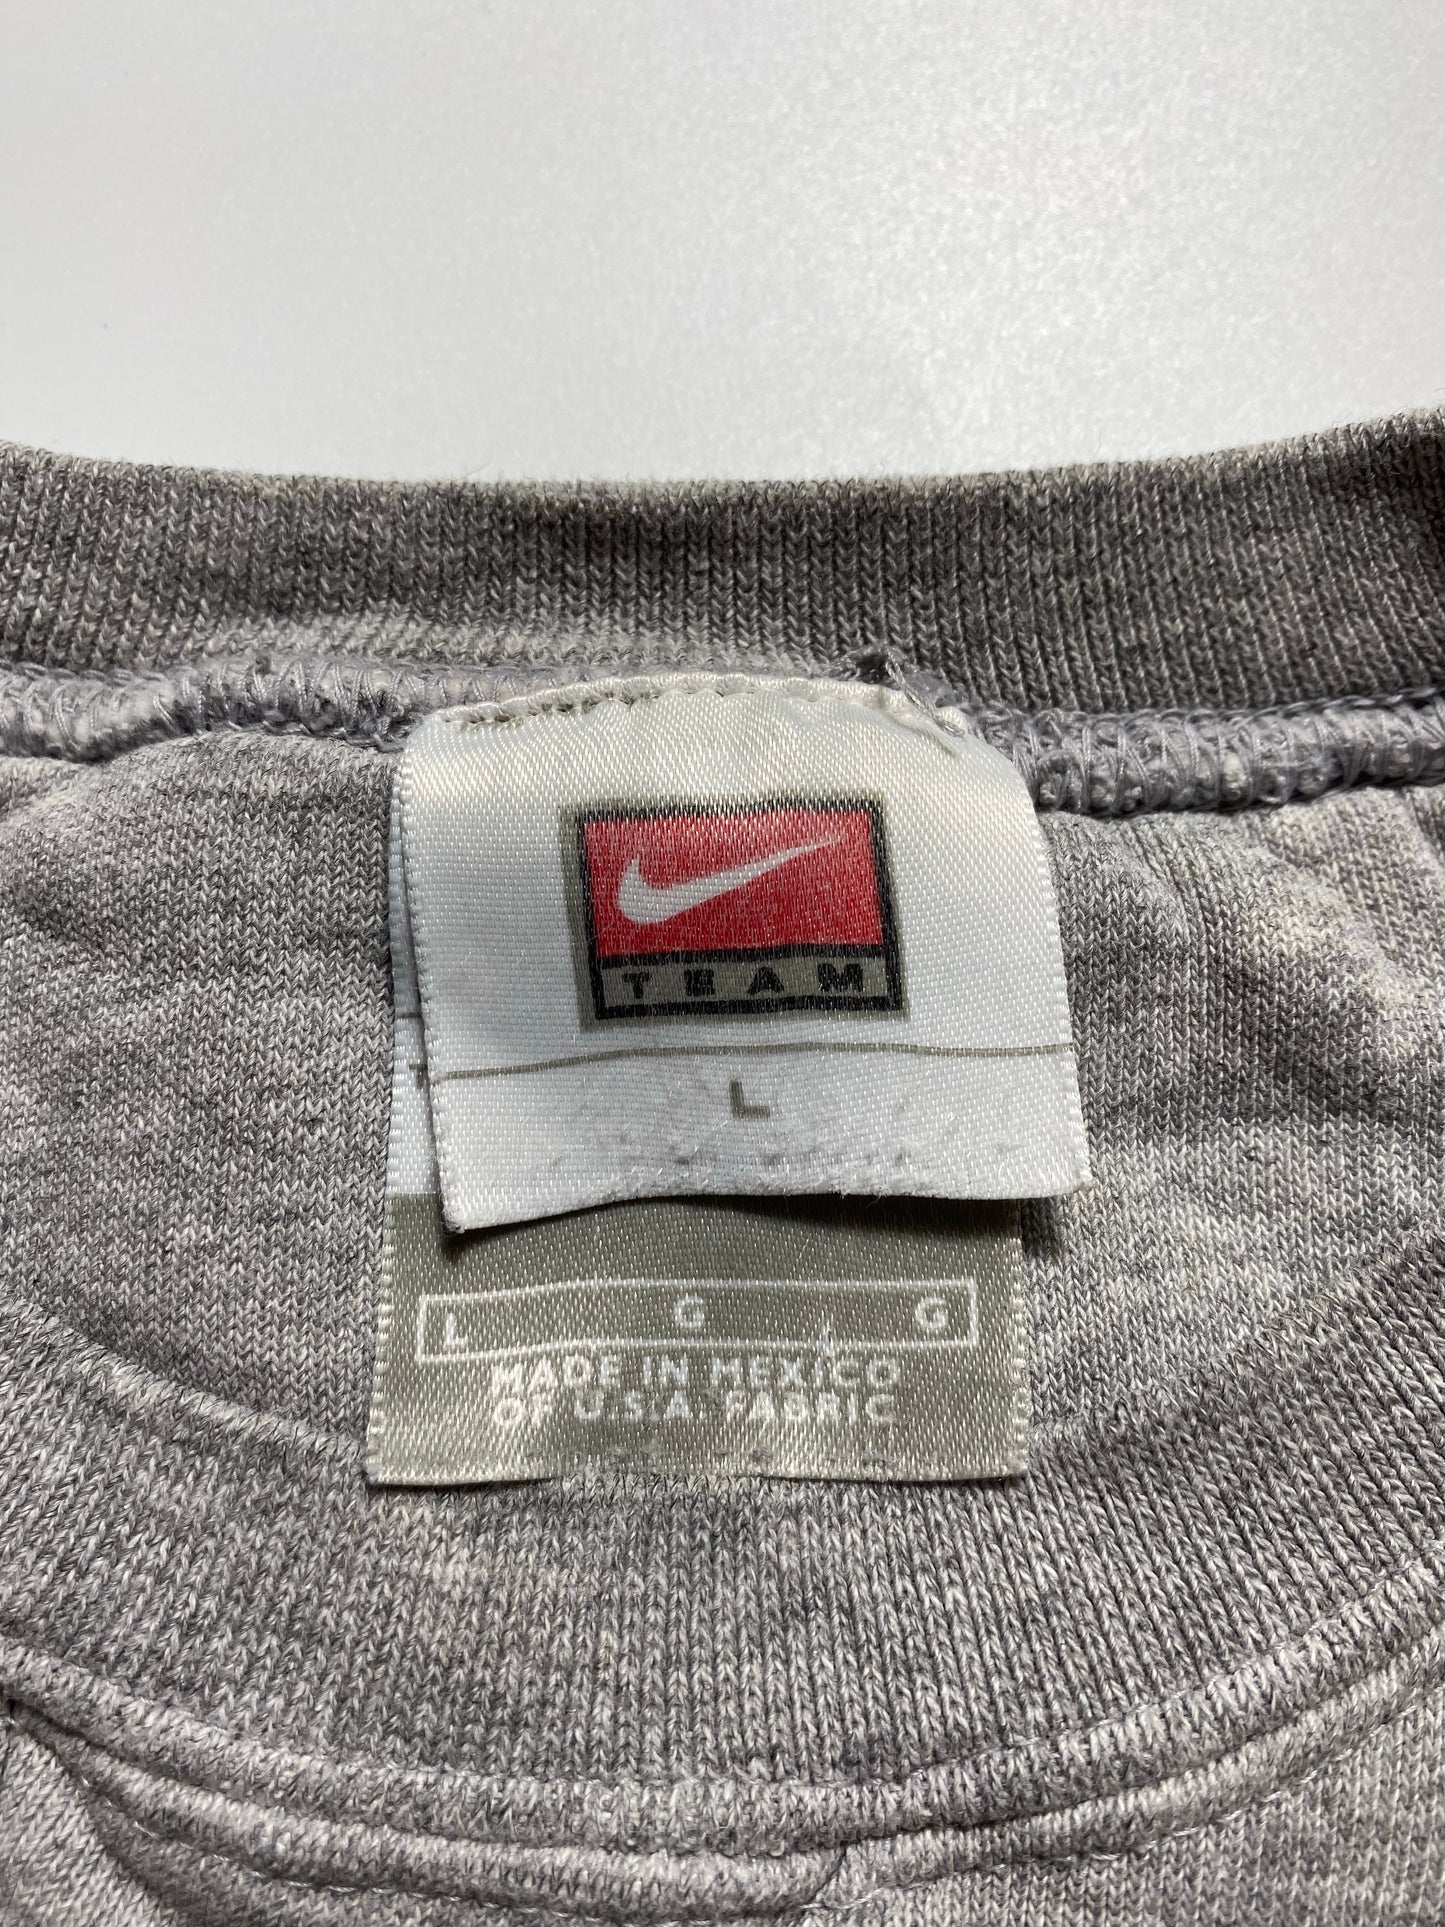 TEAM
L
L G G
MADE IN MEXICO
OF U.S.A. FABRIC